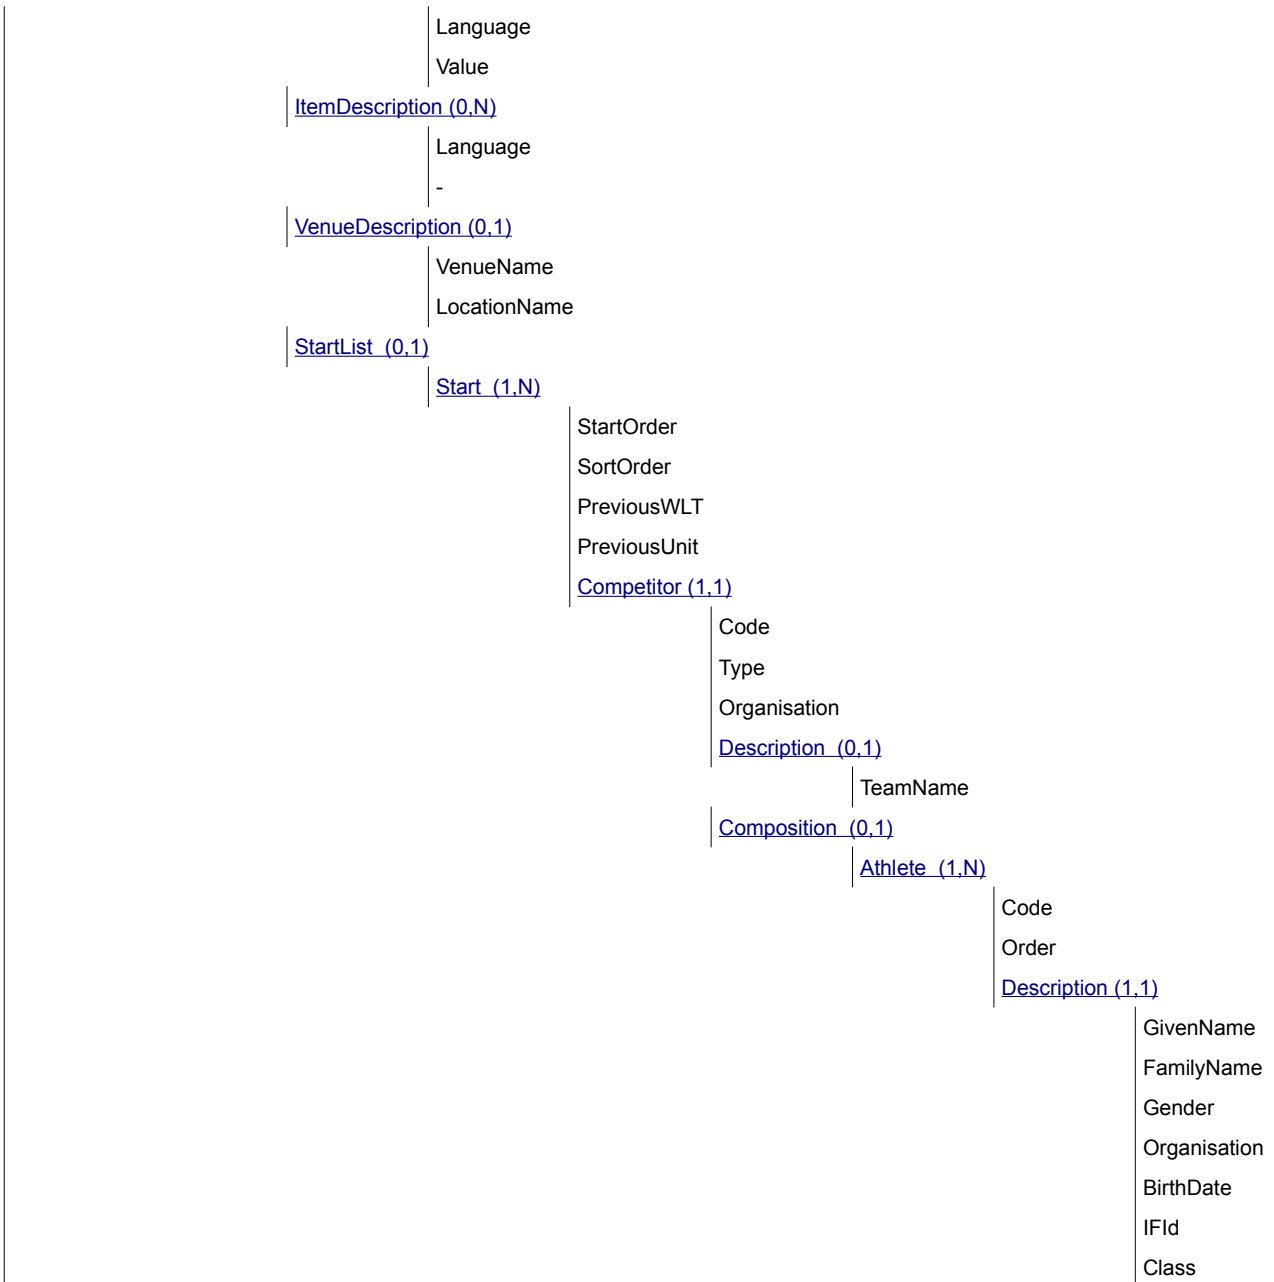 Language
Value
ItemDescription (0,N)
Language
-
VenueDescription (0,1)
VenueName
LocationName
StartList  (0,1)
Start  (1,N)
StartOrder
SortOrder
PreviousWLT
PreviousUnit
Competitor (1,1)
Code
Type
Organisation
Description  (0,1)
TeamName
Composition  (0,1)
Athlete  (1,N)
Code
Order
Description (1,1)
GivenName
FamilyName
Gender
Organisation
BirthDate
IFId
Class